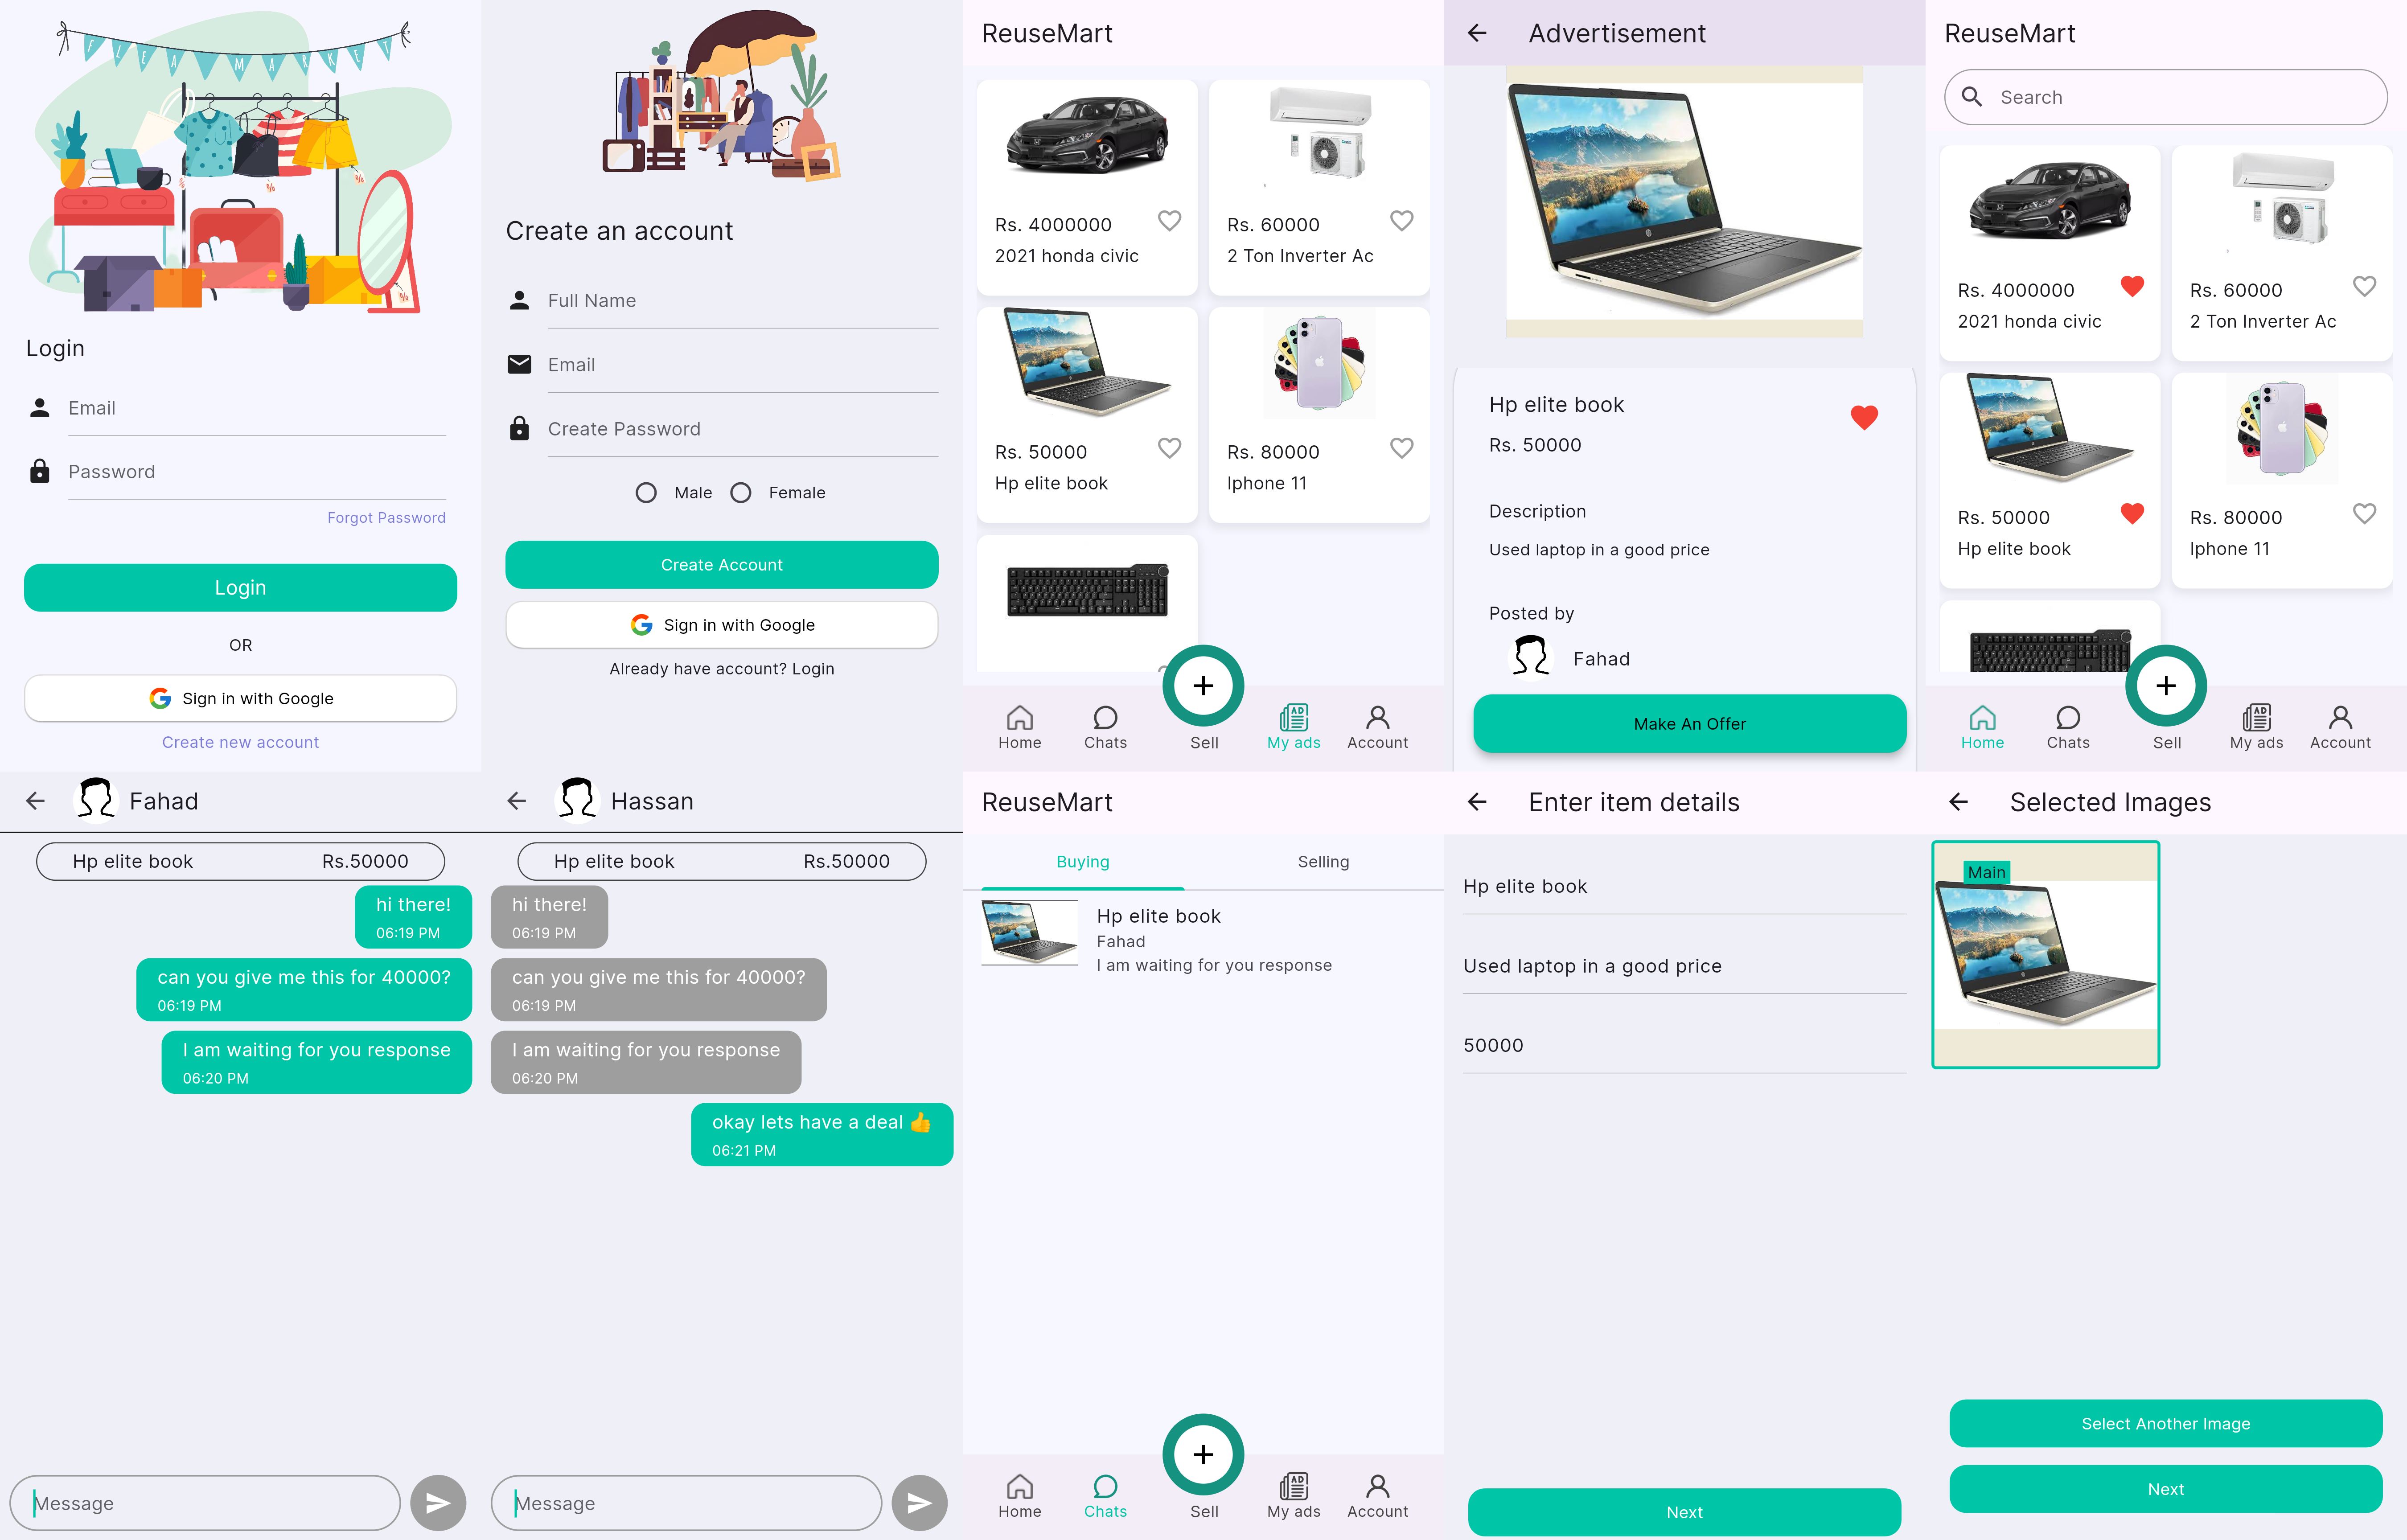 FLEA MARKET
Login
Email
Password
Forgot Password
Login
OR
Sign in with Google
Create new account
Create an account
Full Name
Email
Create Password
Male Female
Create Account
Sign in with Google
Already have account? Login
ReuseMart
Rs. 4000000
2021 honda civic
Rs. 60000
2 Ton Inverter Ac
Rs. 50000
Hp elite book
Rs. 80000
Iphone 11
Home Chats Sell My ads Account
Advertisement
Hp elite book
Rs. 50000
Description
Used laptop in a good price
Posted by
Fahad
Make An Offer
ReuseMart
Search
Rs. 4000000
2021 honda civic
Rs. 60000
2 Ton Inverter Ac
Rs. 50000
Hp elite book
Rs. 80000
Iphone 11
Home Chats Sell My ads Account
Fahad
Hp elite book Rs.50000
hi there!
06:19 PM
can you give me this for 40000?
06:19 PM
I am waiting for you response
06:20 PM
Message
Hassan
Hp elite book Rs.50000
hi there!
06:19 PM
can you give me this for 40000?
06:19 PM
I am waiting for you response
06:20 PM
okay lets have a deal 👍
06:21 PM
Message
ReuseMart
Buying Selling
Hp elite book
Fahad
I am waiting for you response
Home Chats Sell My ads Account
Enter item details
Hp elite book
Used laptop in a good price
50000
Next
Selected Images
Main
Select Another Image
Next